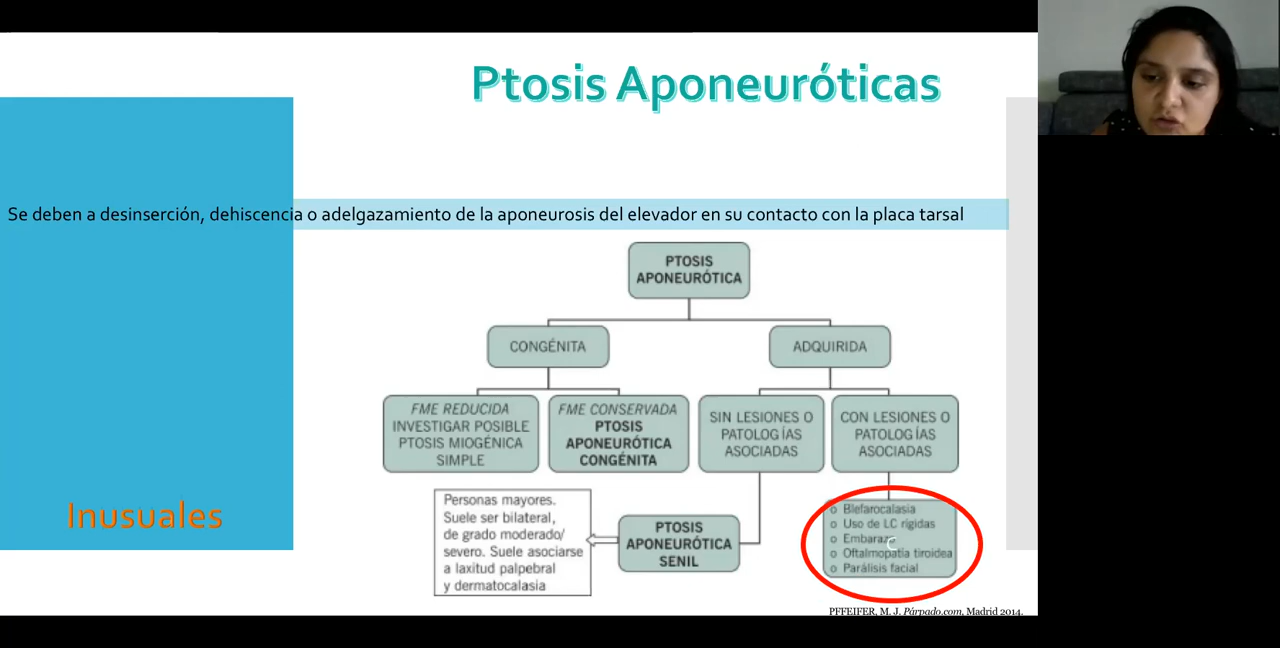 Ptosis Aponeuróticas
Se deben a desinserción, dehiscencia o adelgazamiento de la aponeurosis del elevador en su contacto con la placa tarsal
PTOSIS
APONEURÓTICA
CONGÉNITA
ADQUIRIDA
FME REDUCIDA
INVESTIGAR POSIBLE
PTOSIS MIOGÉNICA
SIMPLE
FME CONSERVADA
PTOSIS
APONEURÓTICA
CONGÉNITA
SIN LESIONES O
PATOLOGÍAS
ASOCIADAS
CON LESIONES O
PATOLOGÍAS
ASOCIADAS
Inusuales
Personas mayores.
Suele ser bilateral,
de grado moderado/
severo. Suele asociarse
a laxitud palpebral
y dermatocalasia
PTOSIS
APONEURÓTICA
SENIL
o Blefarocalasia
o Uso de LC rígidas
o Embarazo
o Oftalmopatía tiroidea
o Parálisis facial
PFFEIFER, M. J. Párpado.com, Madrid 2014.